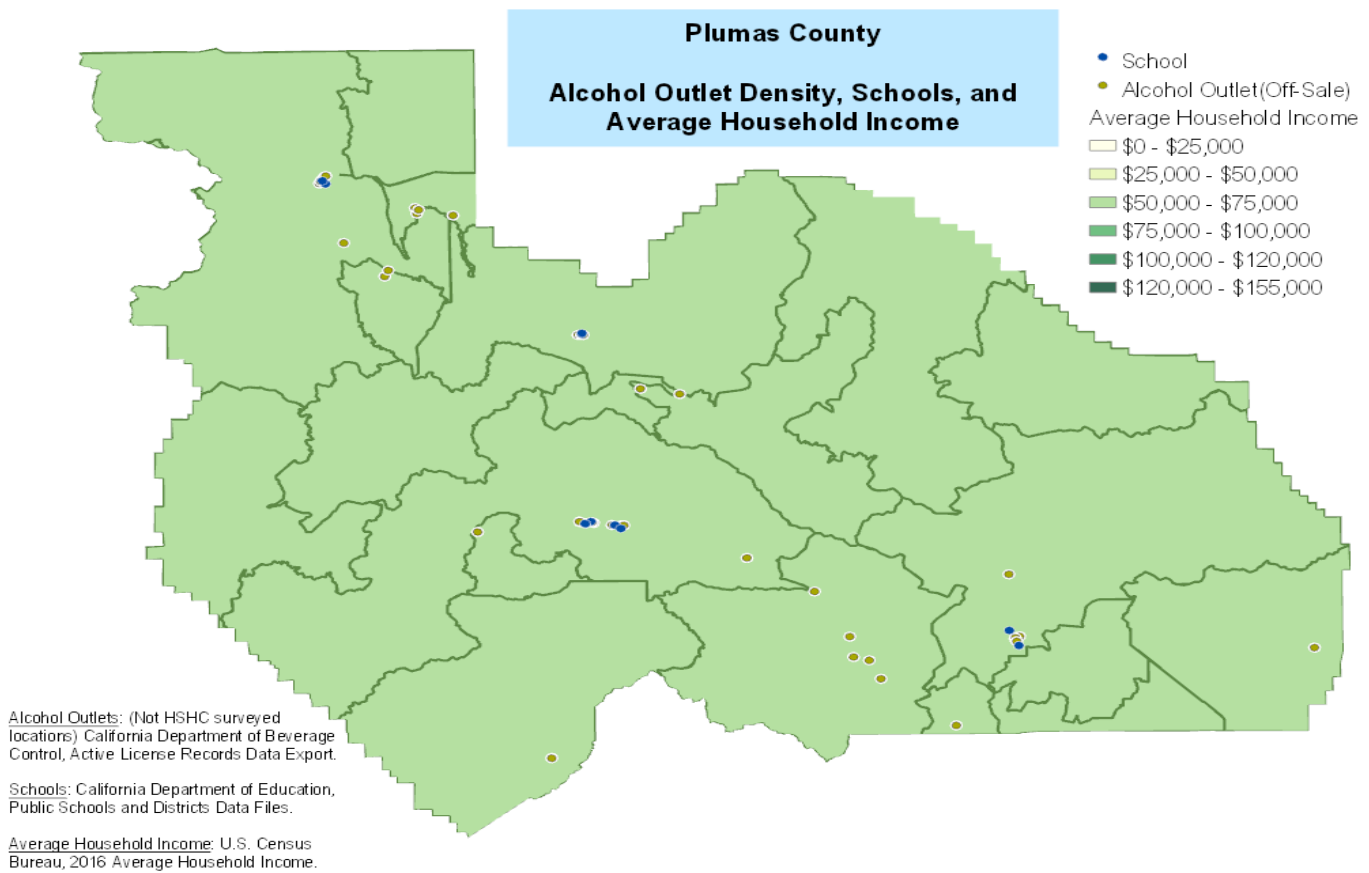 Plumas County
Alcohol Outlet Density, Schools, and
Average Household Income
School
Alcohol Outlet(Off-Sale)
Average Household Income
$0 - $25,000
$25,000 - $50,000
$50,000 - $75,000
$75,000 - $100,000
$100,000 - $120,000
$120,000 - $155,000
Alcohol Outlets: (Not HSHC surveyed
locations) California Department of Beverage
Control, Active License Records Data Export.
Schools: California Department of Education,
Public Schools and Districts Data Files.
Average Household Income: U.S. Census
Bureau, 2016 Average Household Income.